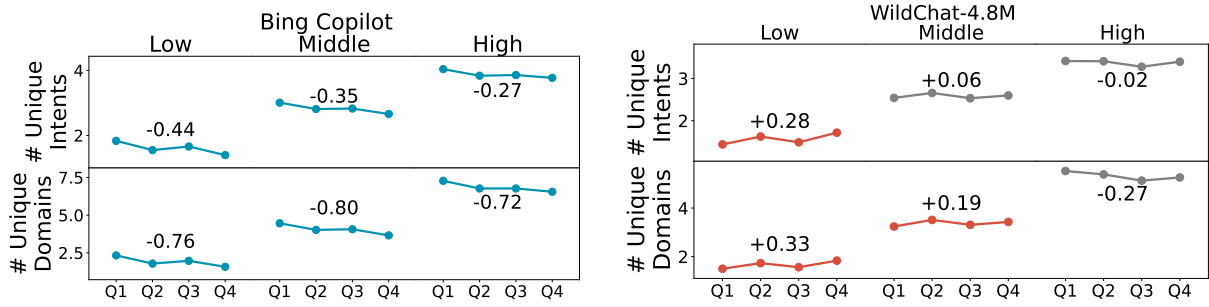 Bing Copilot
Low Middle High
# Unique
Intents
4
2
-0.44
-0.35
-0.27
# Unique
Domains
7.5
5.0
2.5
-0.76
-0.80
-0.72
Q1 Q2 Q3 Q4 Q1 Q2 Q3 Q4 Q1 Q2 Q3 Q4
WildChat-4.8M
Low Middle High
# Unique
Intents
3
2
+0.28
+0.06
-0.02
# Unique
Domains
4
2
+0.33
+0.19
-0.27
Q1 Q2 Q3 Q4 Q1 Q2 Q3 Q4 Q1 Q2 Q3 Q4